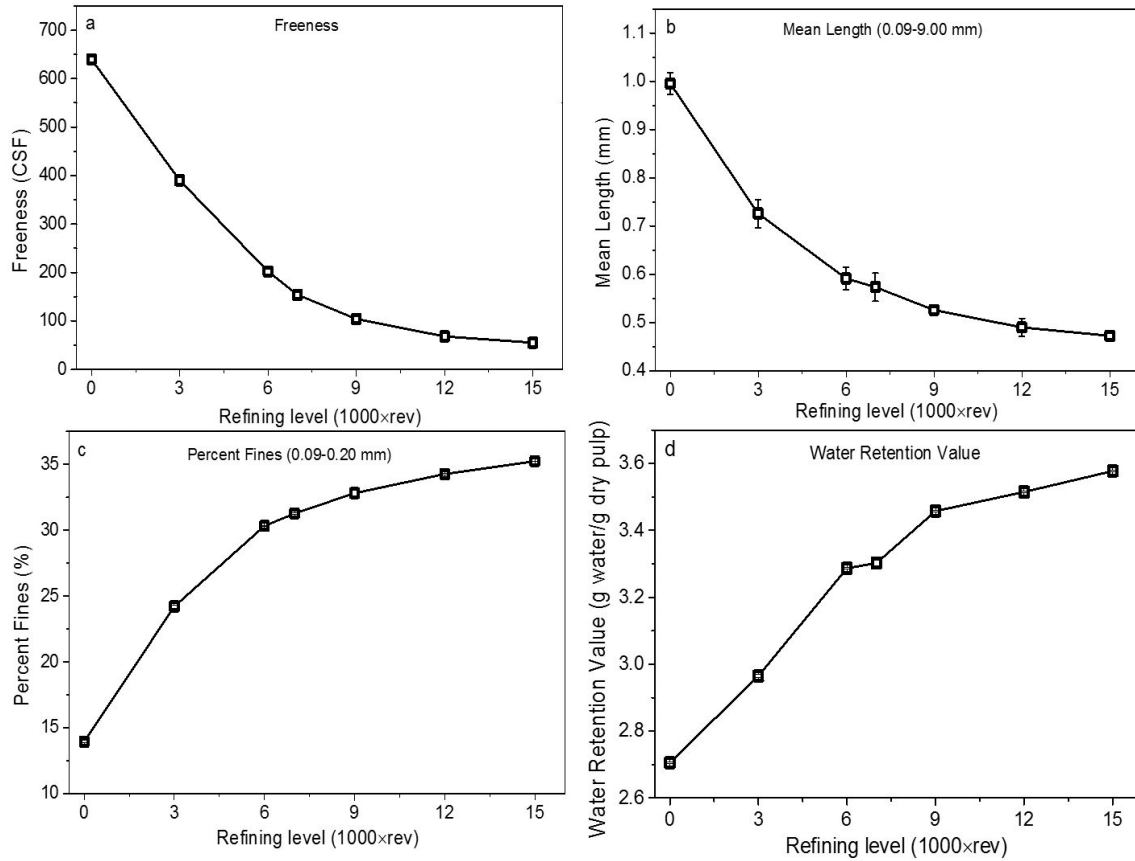 a
Freeness
Freeness (CSF)
700
600
500
400
300
200
100
0
0 3 6 9 12 15
Refining level (1000×rev)
b
Mean Length (0.09-9.00 mm)
Mean Length (mm)
1.1
1.0
0.9
0.8
0.7
0.6
0.5
0.4
0 3 6 9 12 15
Refining level (1000×rev)
c
Percent Fines (0.09-0.20 mm)
Percent Fines (%)
35
30
25
20
15
10
0 3 6 9 12 15
Refining level (1000×rev)
d
Water Retention Value
Water Retention Value (g water/g dry pulp)
3.6
3.4
3.2
3.0
2.8
2.6
0 3 6 9 12 15
Refining level (1000×rev)